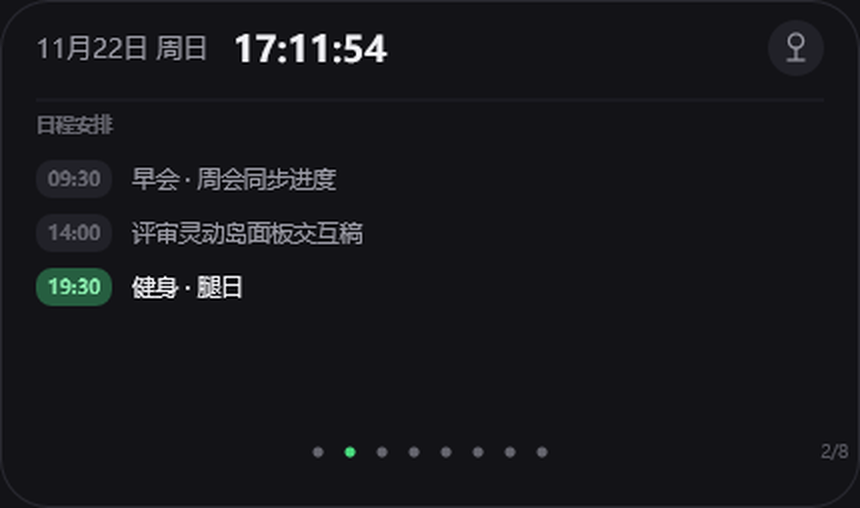 11月22日 周日 17:11:54
日程安排
09:30 早会 · 周会同步进度
14:00 评审灵动岛面板交互稿
19:30 健身 · 腿日
2/8